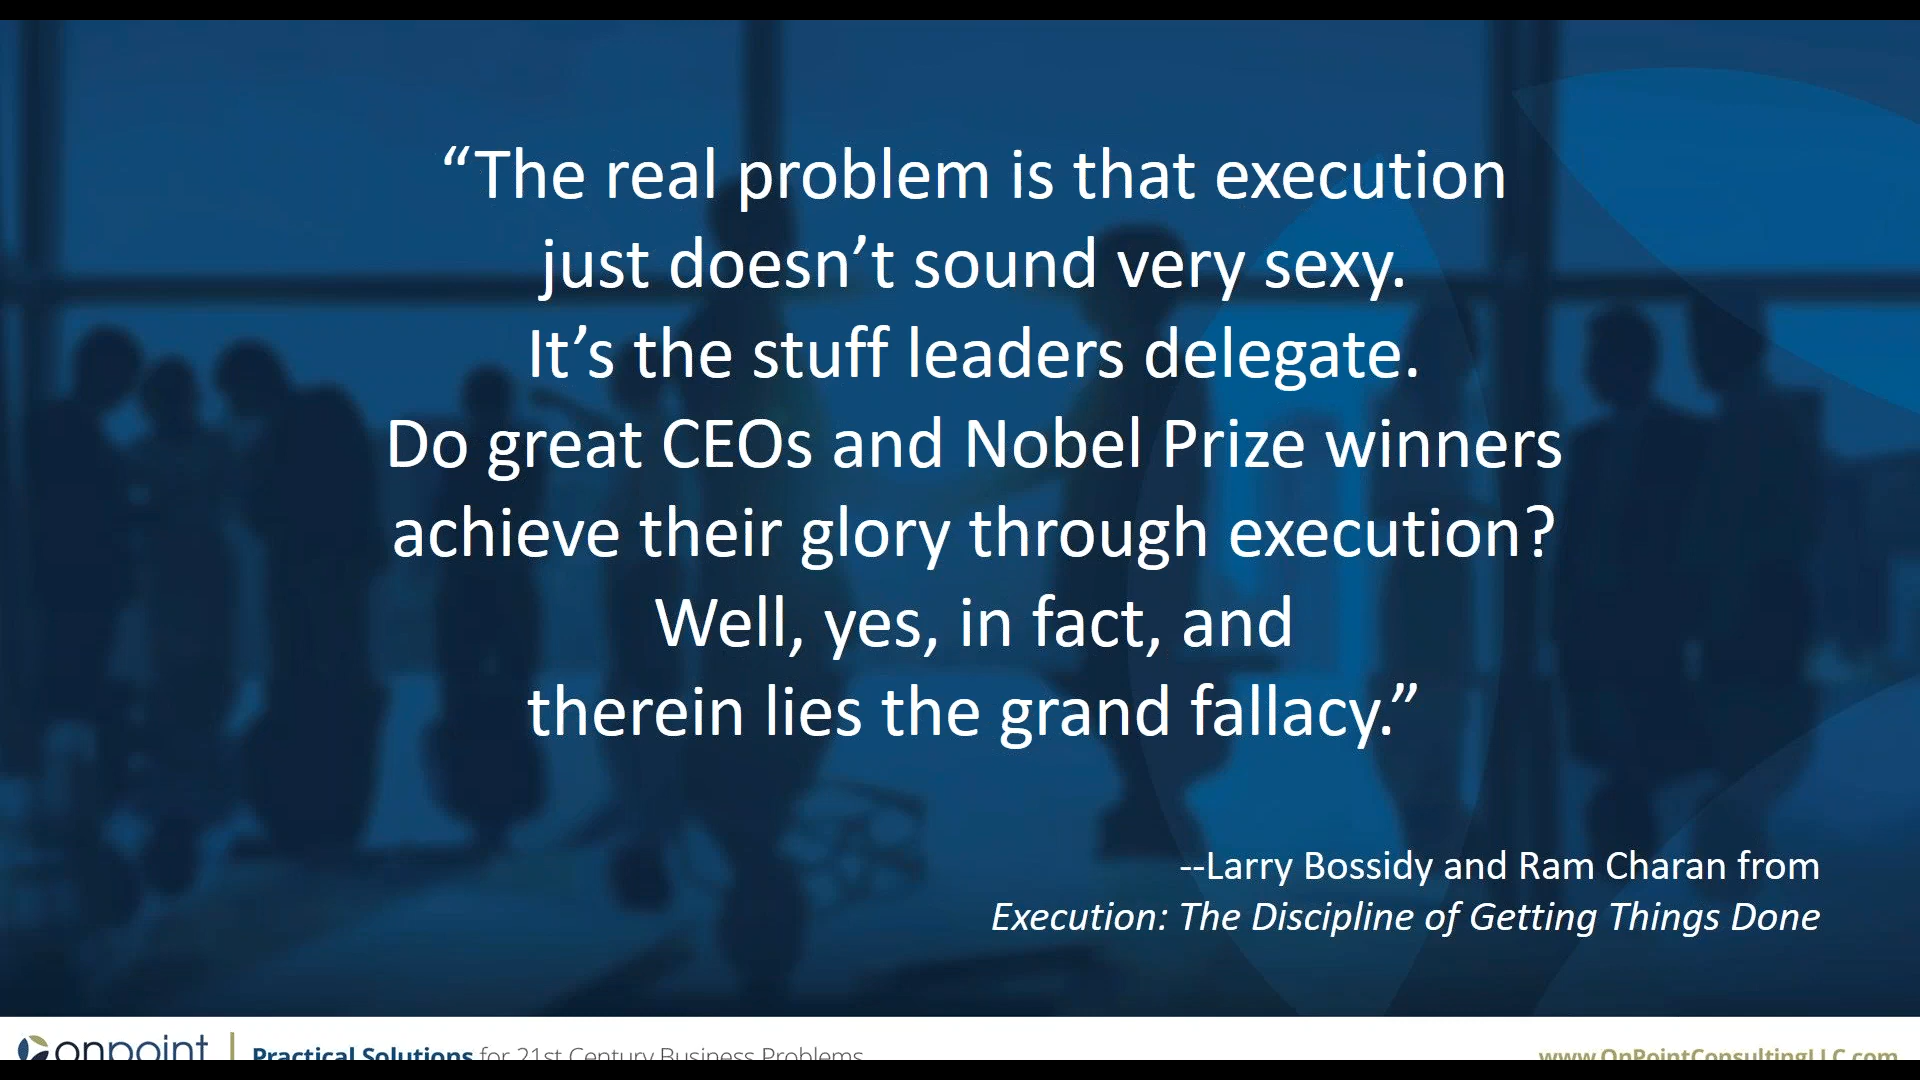 “The real problem is that execution
just doesn’t sound very sexy.
It’s the stuff leaders delegate.
Do great CEOs and Nobel Prize winners
achieve their glory through execution?
Well, yes, in fact, and
therein lies the grand fallacy.”
--Larry Bossidy and Ram Charan from
Execution: The Discipline of Getting Things Done
onpoint | Practical Solutions for 21st Century Business Problems
www.OnPointConsultingLLC.com